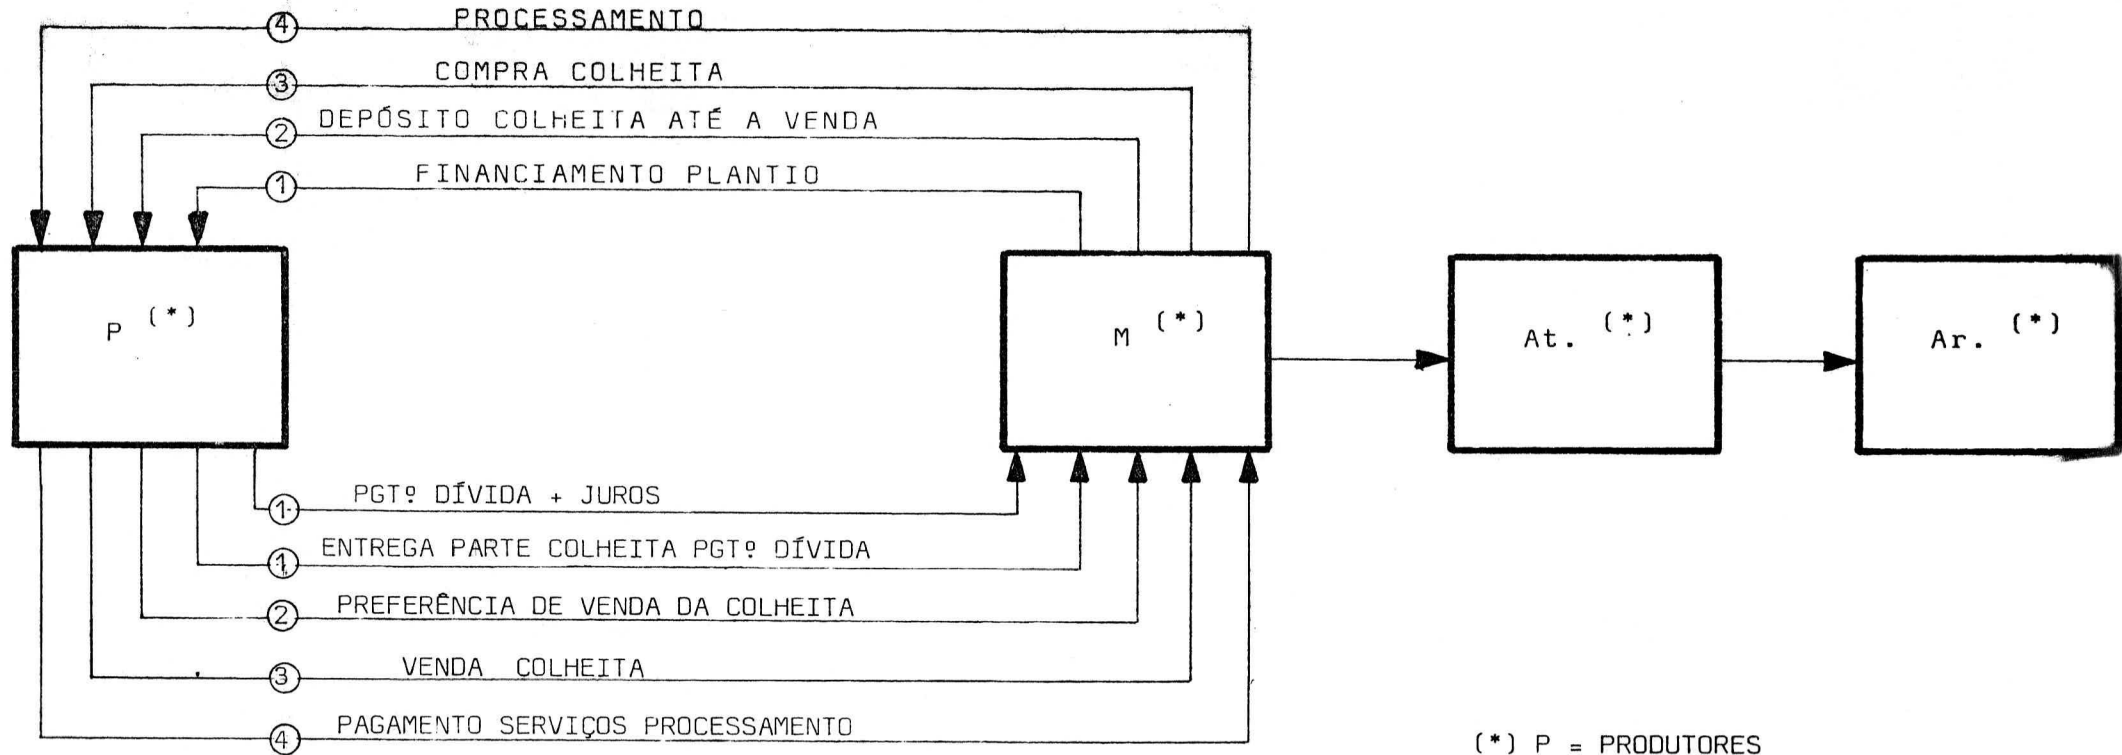 ④ PROCESSAMENTO
③ COMPRA COLHEITA
② DEPÓSITO COLHEITA ATÉ A VENDA
① FINANCIAMENTO PLANTIO
P (*)
M (*)
At. (*)
Ar. (*)
① PGTº DÍVIDA + JUROS
① ENTREGA PARTE COLHEITA PGTº DÍVIDA
② PREFERÊNCIA DE VENDA DA COLHEITA
③ VENDA COLHEITA
④ PAGAMENTO SERVIÇOS PROCESSAMENTO
(*) P = PRODUTORES